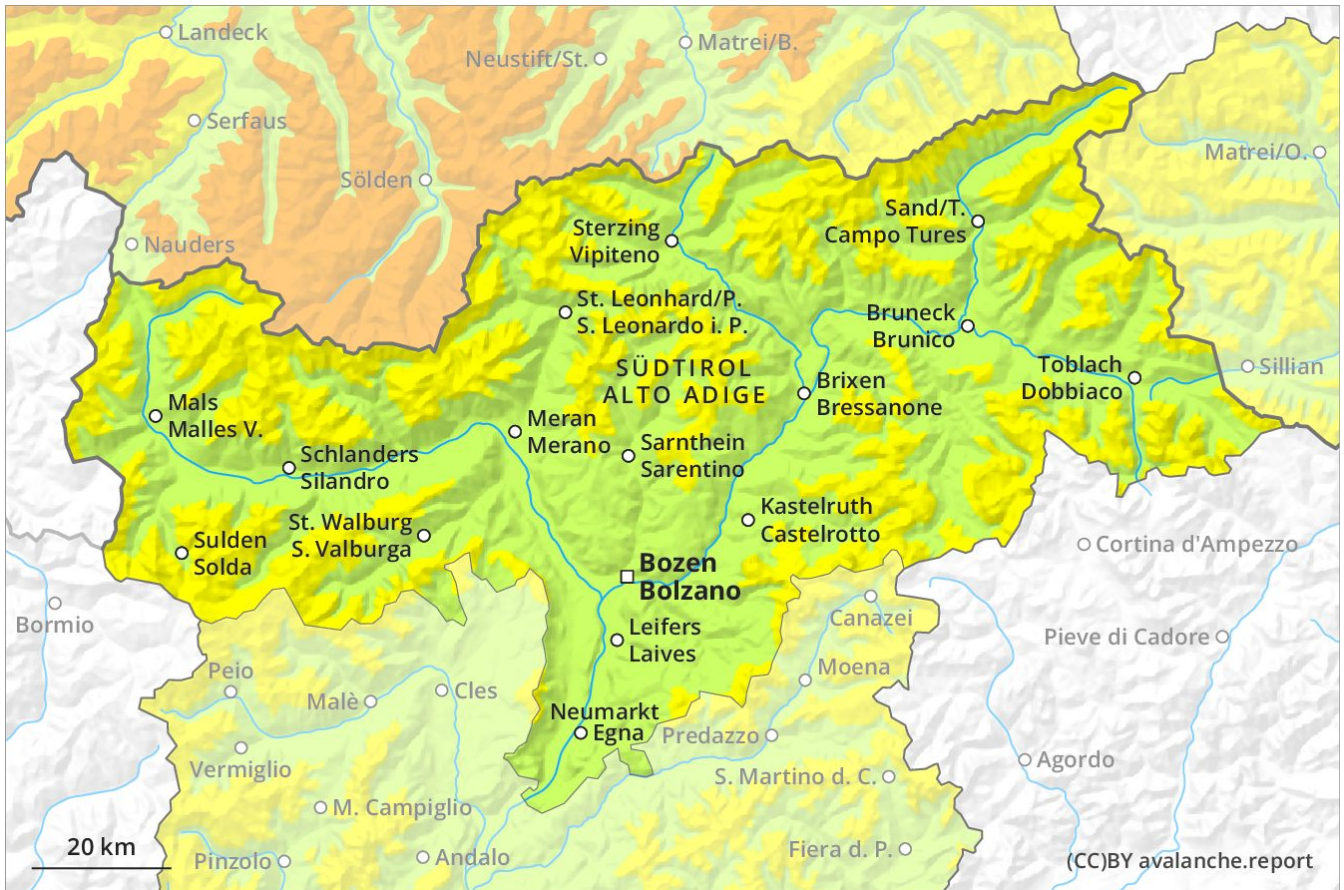 Landeck
Neustift/St.
Matrei/B.
Serfaus
Matrei/O.
Sölden
Nauders
Sand/T.
Campo Tures
Sterzing
Vipiteno
St. Leonhard/P.
S. Leonardo i. P.
Bruneck
Brunico
SÜDTIROL
ALTO ADIGE
Toblach
Dobbiaco
Sillian
Brixen
Bressanone
Mals
Malles V.
Meran
Merano
Sarnthein
Sarentino
Schlanders
Silandro
Kastelruth
Castelrotto
St. Walburg
S. Valburga
Sulden
Solda
Cortina d'Ampezzo
Bozen
Bolzano
Bormio
Canazei
Leifers
Laives
Pieve di Cadore
Peio
Moena
Malè
Cles
Neumarkt
Egna
Predazzo
Vermiglio
Agordo
S. Martino d. C.
M. Campiglio
20 km
Pinzolo
Andalo
Fiera d. P.
(CC)BY avalanche.report